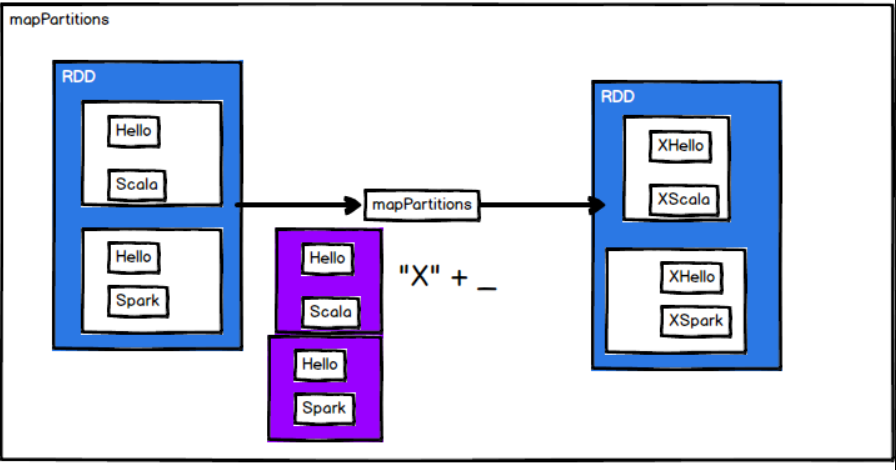 mapPartitions
RDD
Hello
Scala
Hello
Spark
mapPartitions
Hello
Scala
Hello
Spark
"X" + _
RDD
XHello
XScala
XHello
XSpark